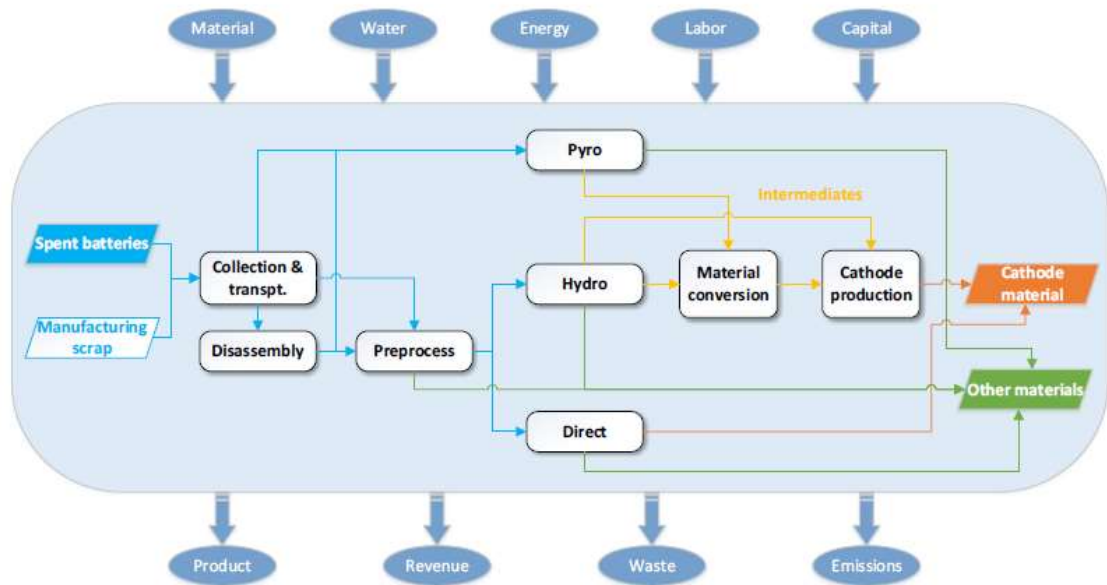 Material
Water
Energy
Labor
Capital
Pyro
Intermediates
Spent batteries
Collection &
transpt.
Hydro
Material
conversion
Cathode
production
Cathode
material
Manufacturing
scrap
Disassembly
Preprocess
Other materials
Direct
Product
Revenue
Waste
Emissions